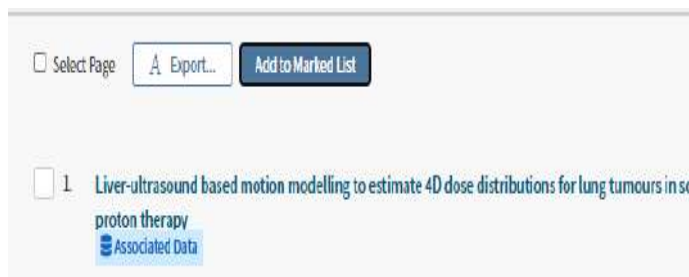 Select Page A Export... Add to Marked List
1 Liver-ultrasound based motion modelling to estimate 4D dose distributions for lung tumours in
proton therapy
Associated Data